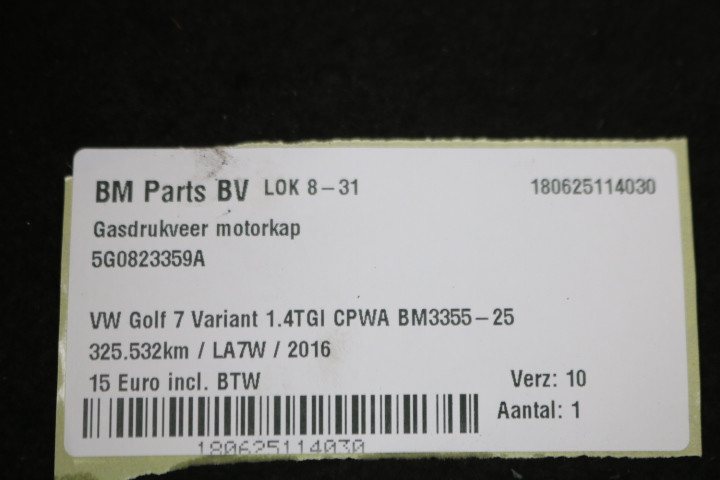 BM Parts BV LOK 8-31 180625114030
Gasdrukveer motorkap
5G0823359A
VW Golf 7 Variant 1.4TGI CPWA BM3355-25
325.532km / LA7W / 2016
15 Euro incl. BTW Verz: 10
Aantal: 1
180625114030